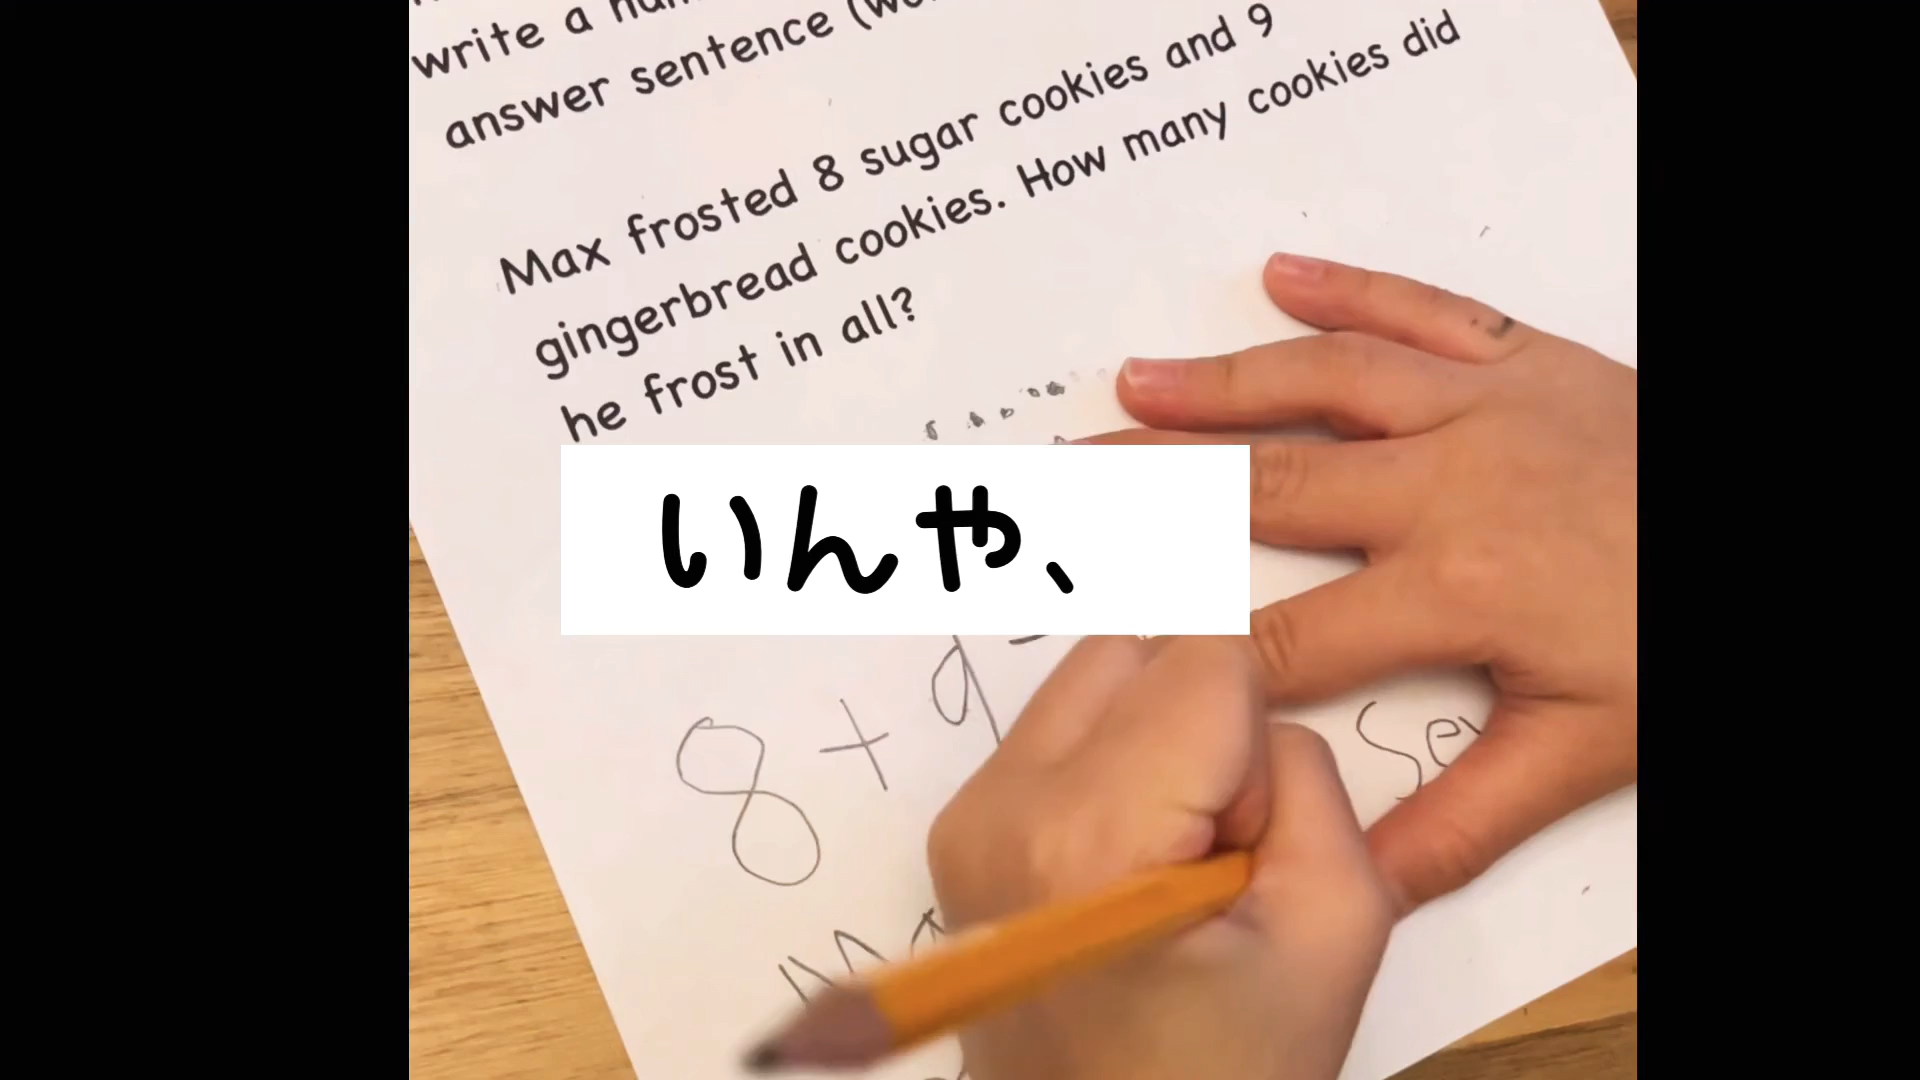 write a
answer sentence
Max frosted 8 sugar cookies and 9
gingerbread cookies. How many cookies did
he frost in all?
いんや、
8 + 9